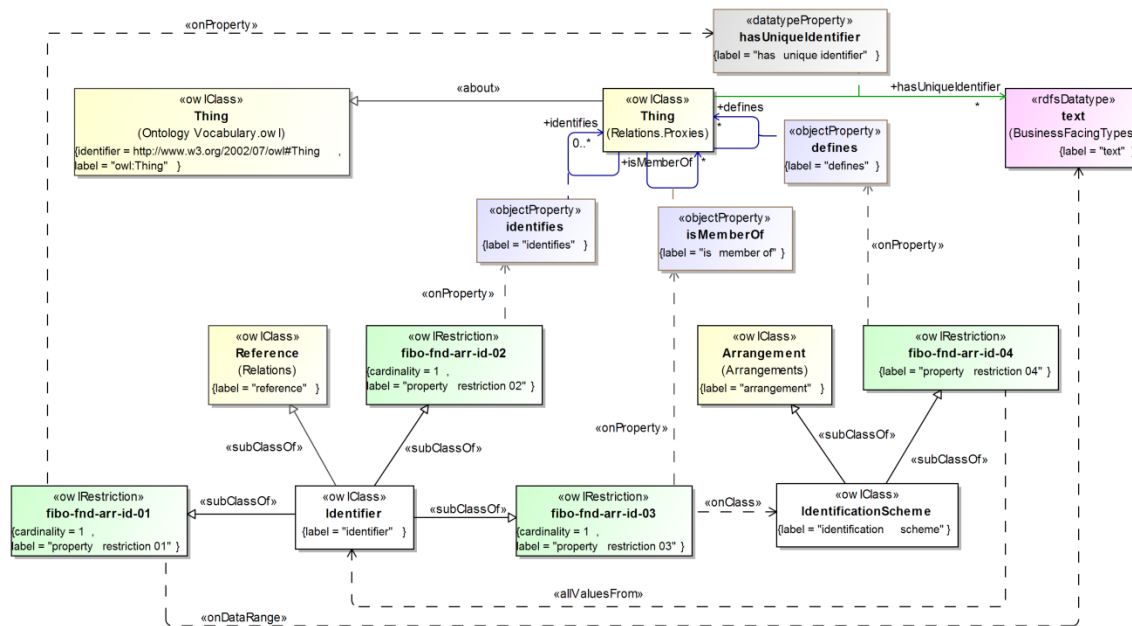 «onProperty»
«datatypeProperty»
hasUniqueIdentifier
{label = "has unique identifier" }
«owlClass»
Thing
(Ontology Vocabulary.owl)
{identifier = http://www.w3.org/2002/07/owl#Thing ,
label = "owl:Thing" }
«about»
«owlClass»
Thing
(Relations.Proxies)
+hasUniqueIdentifier
*
«rdfsDatatype»
text
(BusinessFacingTypes)
{label = "text" }
+identifies
0..*
+isMemberOf
*
+defines
*
«objectProperty»
defines
{label = "defines" }
«objectProperty»
identifies
{label = "identifies" }
«objectProperty»
isMemberOf
{label = "is member of" }
«onProperty»
«onProperty»
«owlClass»
Reference
(Relations)
{label = "reference" }
«owlRestriction»
fibo-fnd-arr-id-02
{cardinality = 1 ,
label = "property restriction 02" }
«owlClass»
Arrangement
(Arrangements)
{label = "arrangement" }
«owlRestriction»
fibo-fnd-arr-id-04
{label = "property restriction 04" }
«onProperty»
«subClassOf»
«subClassOf»
«subClassOf»
«subClassOf»
«owlRestriction»
fibo-fnd-arr-id-01
{cardinality = 1 ,
label = "property restriction 01" }
«subClassOf»
«owlClass»
Identifier
{label = "identifier" }
«subClassOf»
«owlRestriction»
fibo-fnd-arr-id-03
{cardinality = 1 ,
label = "property restriction 03" }
«onClass»
«owlClass»
IdentificationScheme
{label = "identification scheme" }
«allValuesFrom»
«onDataRange»